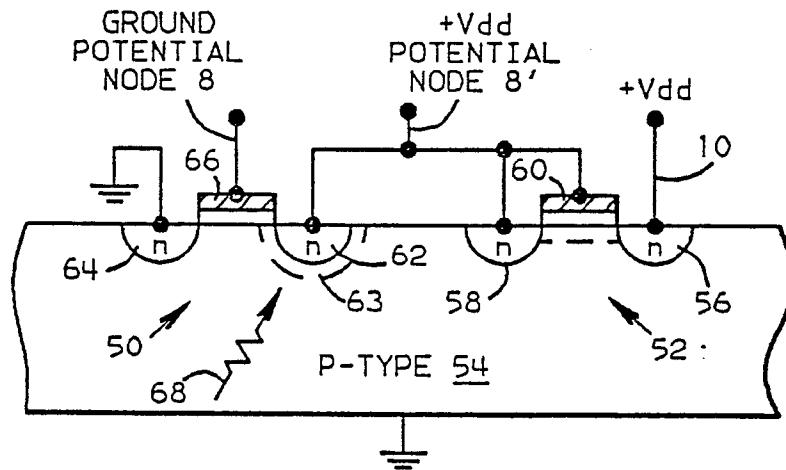 GROUND
POTENTIAL
NODE 8
+Vdd
POTENTIAL
NODE 8'
+Vdd
10
66
60
n
n
n
n
64
62
63
58
56
50
52
68
P-TYPE 54